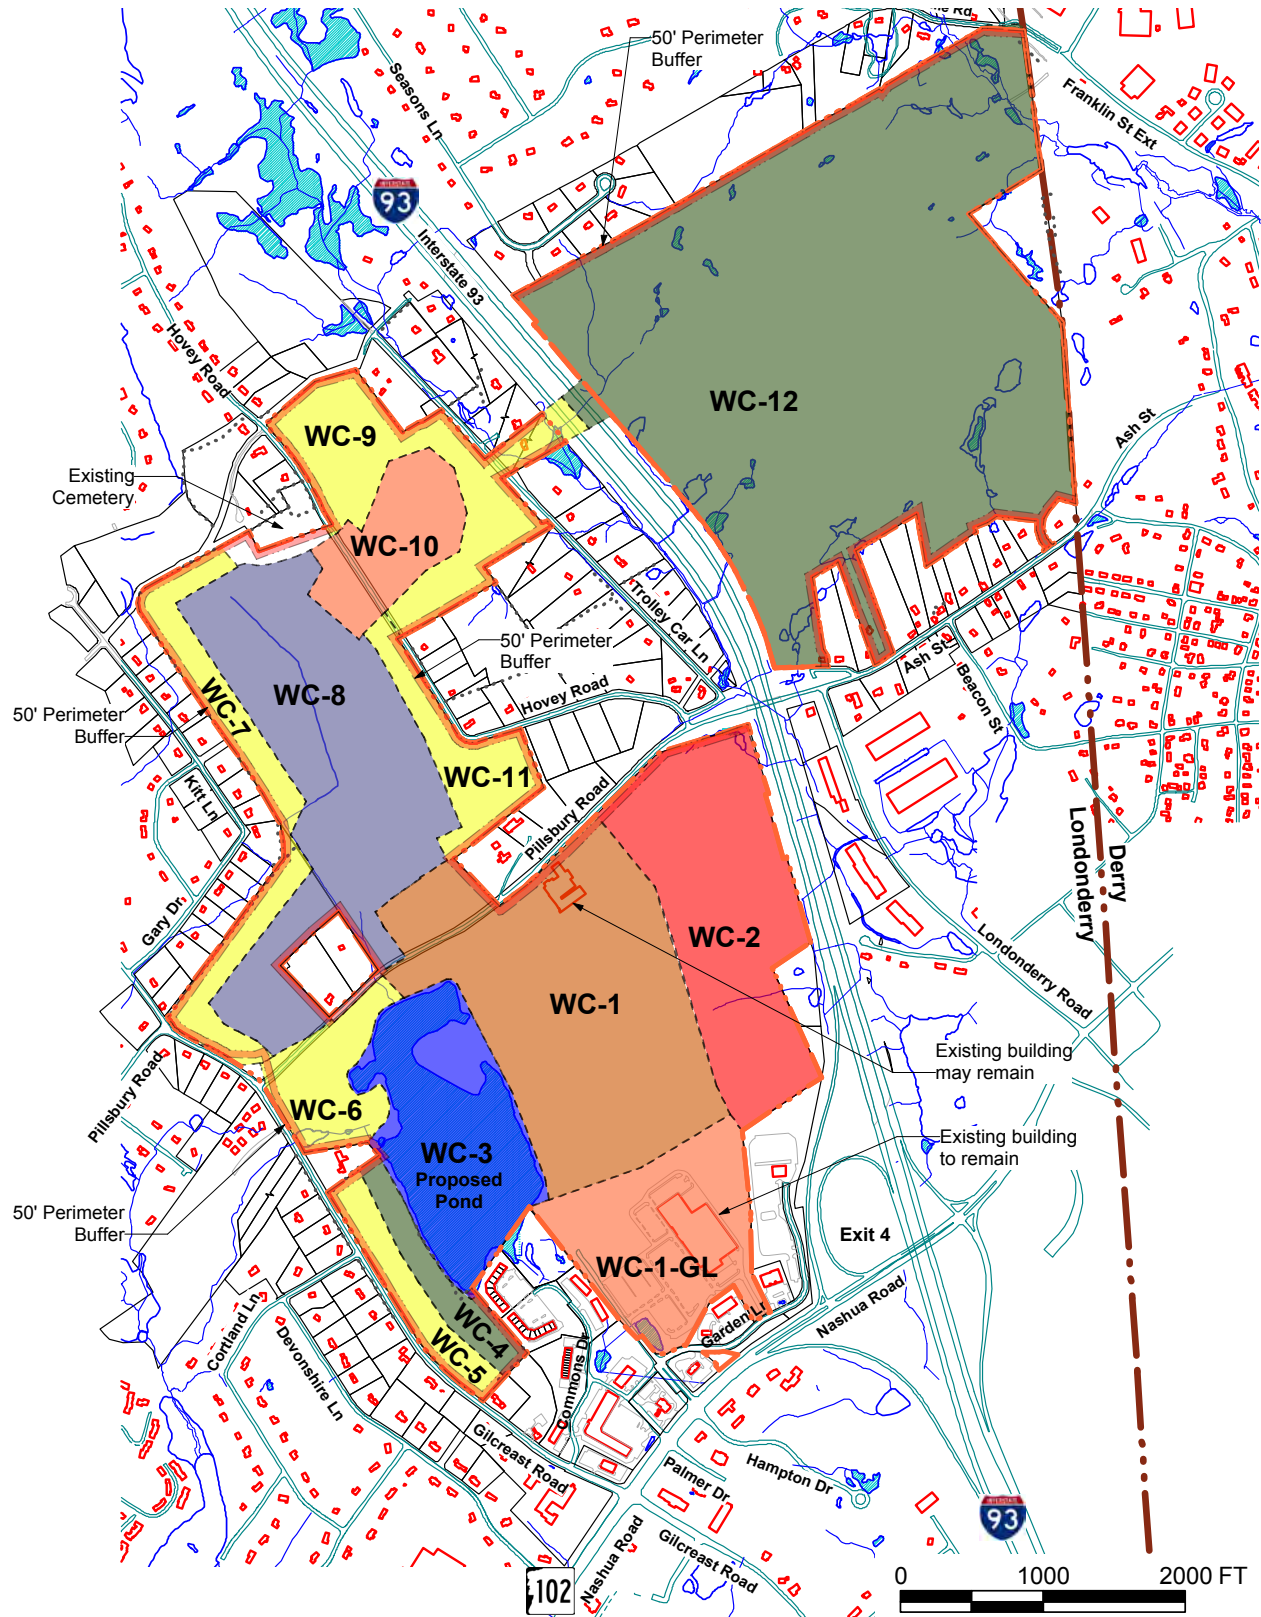 ne Rd
50' Perimeter
Buffer
Seasons Ln
Franklin St Ext
INTERSTATE
93
Interstate 93
Hovey Road
WC-12
WC-9
Ash St
Existing
Cemetery
WC-10
Trolley Car Ln
50' Perimeter
Buffer
Ash St
Beacon St
WC-8
WC-7
Hovey Road
50' Perimeter
Buffer
WC-11
Kitt Ln
Pillsbury Road
Derry
Londonderry
Gary Dr
WC-2
Londonderry Road
WC-1
Existing building
may remain
Pillsbury Road
WC-6
Existing building
to remain
WC-3
Proposed
Pond
50' Perimeter
Buffer
Exit 4
WC-1-GL
WC-4
WC-5
Garden Ln
Nashua Road
Cortland Ln
Devonshire Ln
Commons Dr
Gilcreast Road
Palmer Dr
Hampton Dr
INTERSTATE
93
Nashua Road
Gilcreast Road
102
0 1000 2000 FT